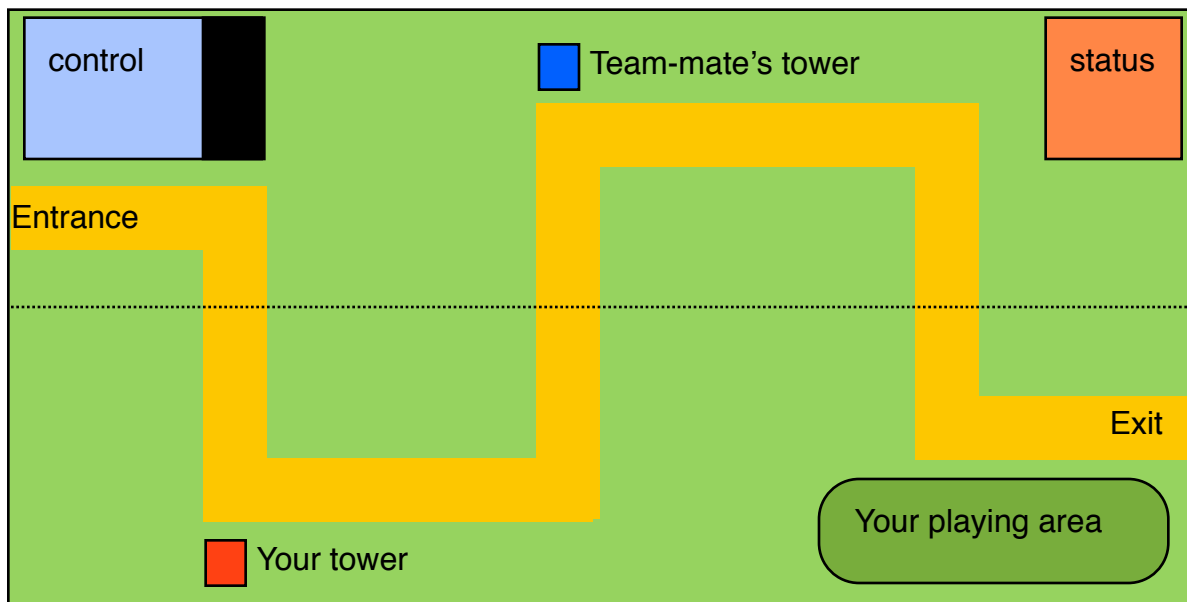 control
Team-mate's tower
status
Entrance
Exit
Your playing area
Your tower